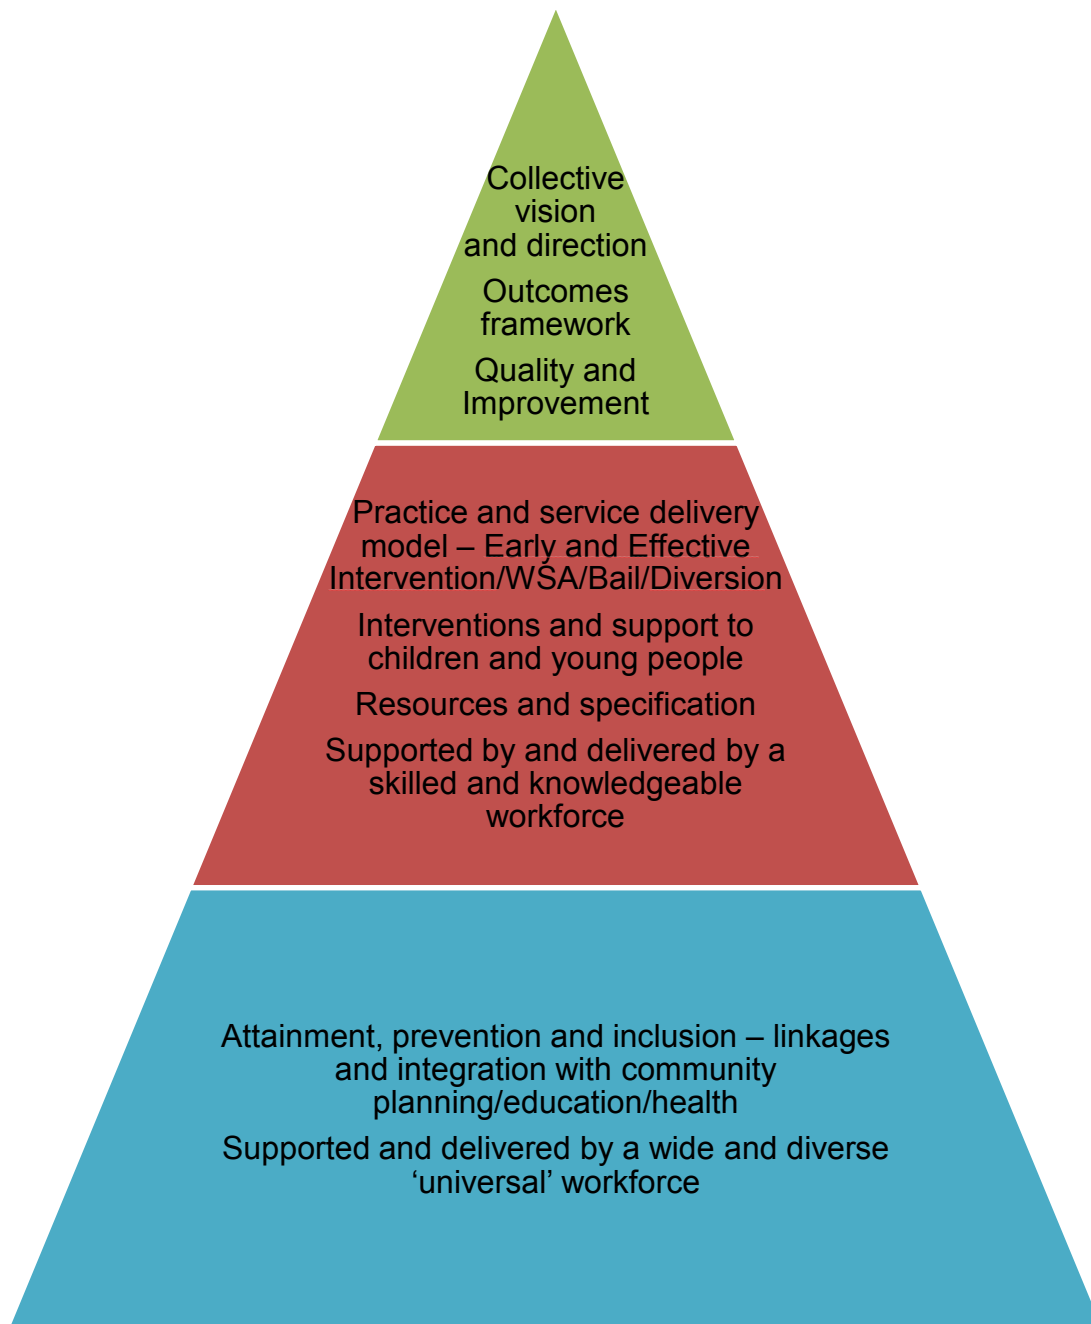 Collective
vision
and direction
Outcomes
framework
Quality and
Improvement
Practice and service delivery
model – Early and Effective
Intervention/WSA/Bail/Diversion
Interventions and support to
children and young people
Resources and specification
Supported by and delivered by a
skilled and knowledgeable
workforce
Attainment, prevention and inclusion – linkages
and integration with community
planning/education/health
Supported and delivered by a wide and diverse
‘universal’ workforce